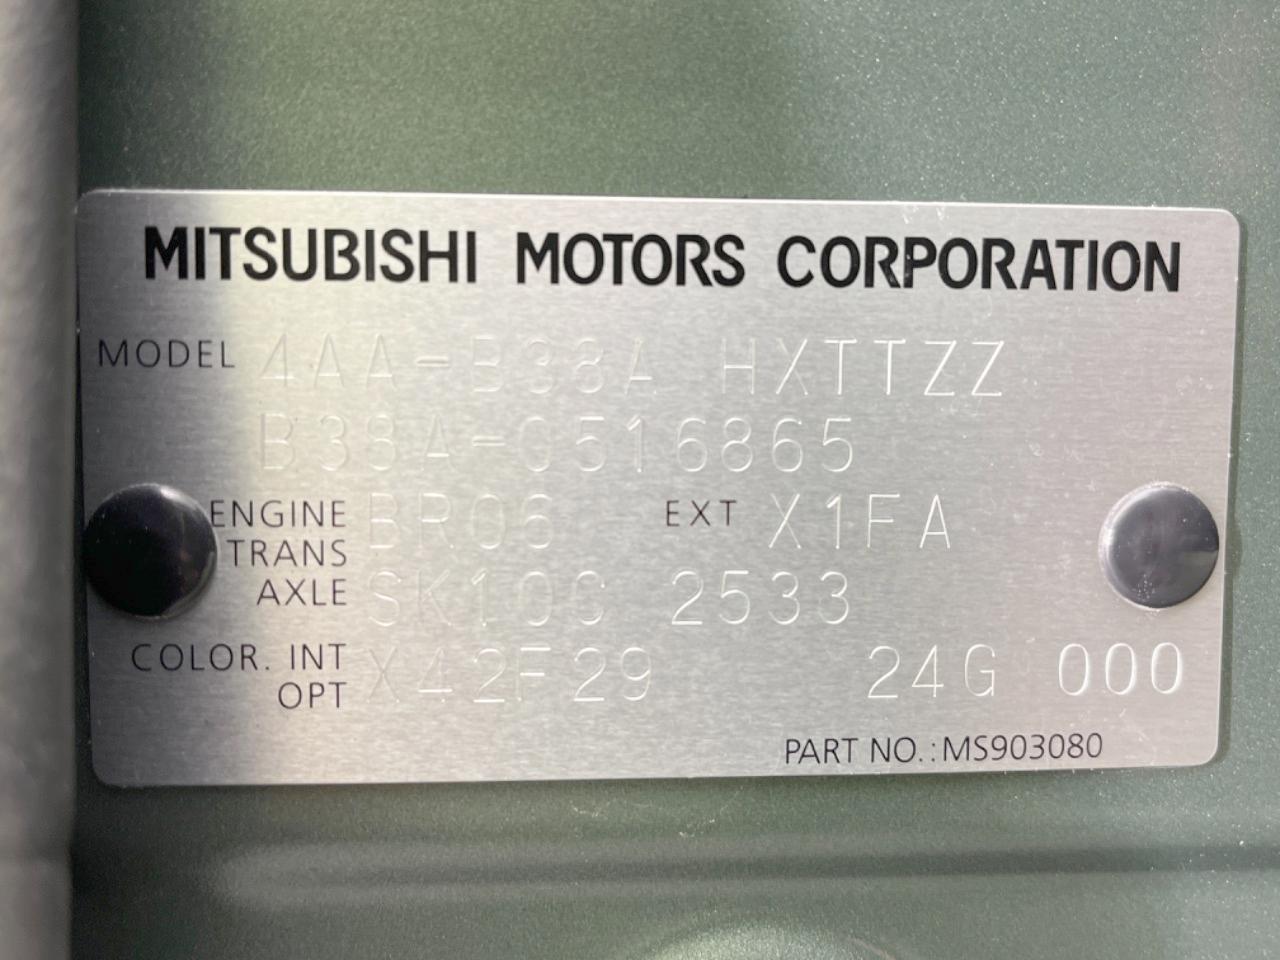 MITSUBISHI MOTORS CORPORATION
MODEL 4AA-B38A HXTTZZ
B38A-0516865
ENGINE BR06 EXT X1FA
TRANS
AXLE SK10C 2533
COLOR. INT
OPT X42F29 24G 000
PART NO.:MS903080